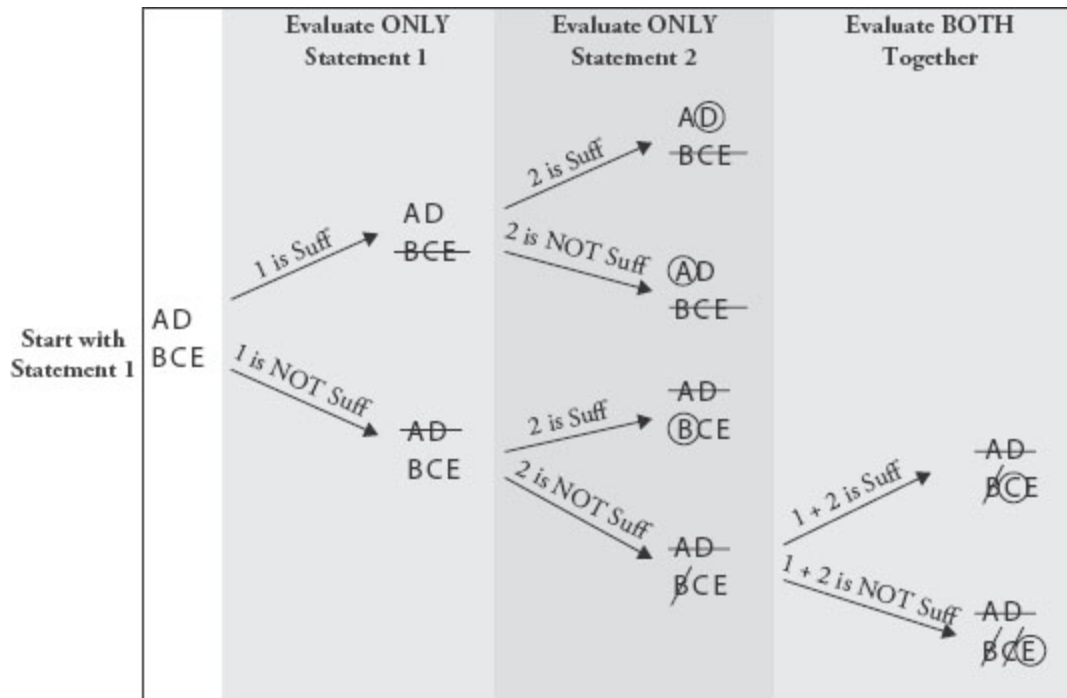 Evaluate ONLY
Statement 1
Evaluate ONLY
Statement 2
Evaluate BOTH
Together
Start with
Statement 1
AD
BCE
1 is Suff
AD
BCE
1 is NOT Suff
AD
BCE
2 is Suff
AD
BCE
2 is NOT Suff
AD
BCE
2 is Suff
AD
BCE
2 is NOT Suff
AD
BCE
1 + 2 is Suff
AD
BCE
1 + 2 is NOT Suff
AD
BCE